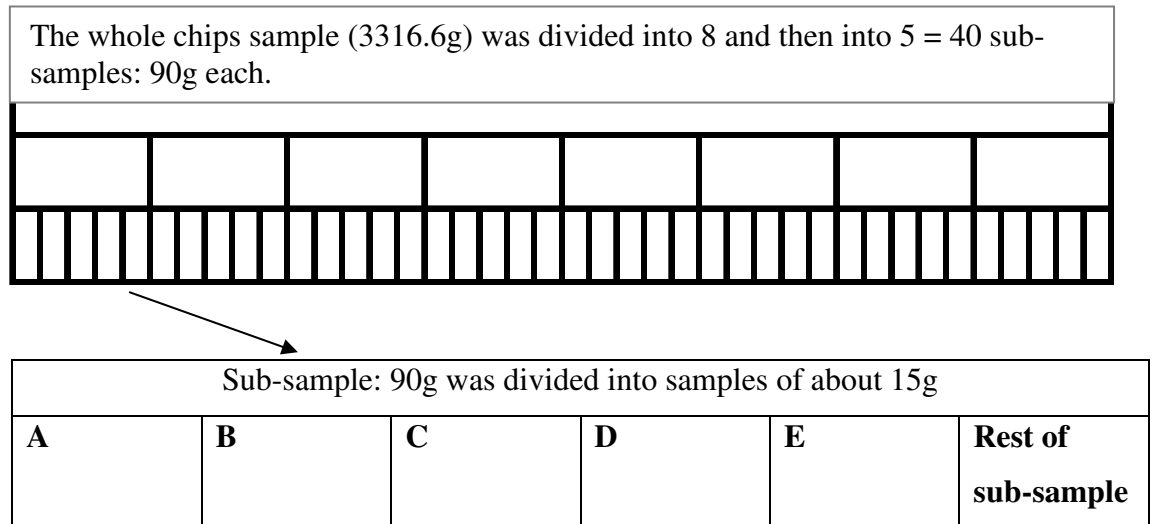 The whole chips sample (3316.6g) was divided into 8 and then into 5 = 40 sub-
samples: 90g each.
Sub-sample: 90g was divided into samples of about 15g
A B C D E Rest of
sub-sample